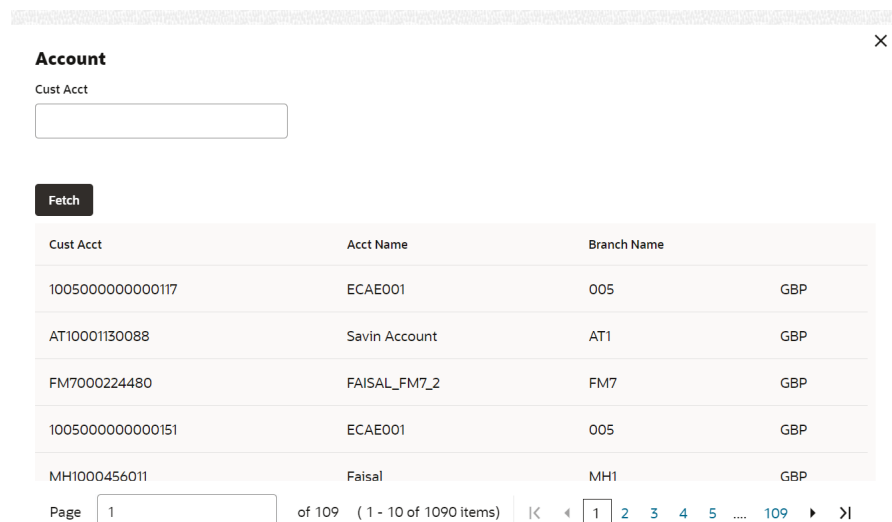 Account
Cust Acct
Fetch
Cust Acct Acct Name Branch Name
1005000000000117 ECAE001 005 GBP
AT10001130088 Savin Account AT1 GBP
FM7000224480 FAISAL_FM7_2 FM7 GBP
1005000000000151 ECAE001 005 GBP
MH1000456011 Faisal MH1 GBP
Page 1 of 109 ( 1 - 10 of 1090 items) 1 2 3 4 5 .... 109